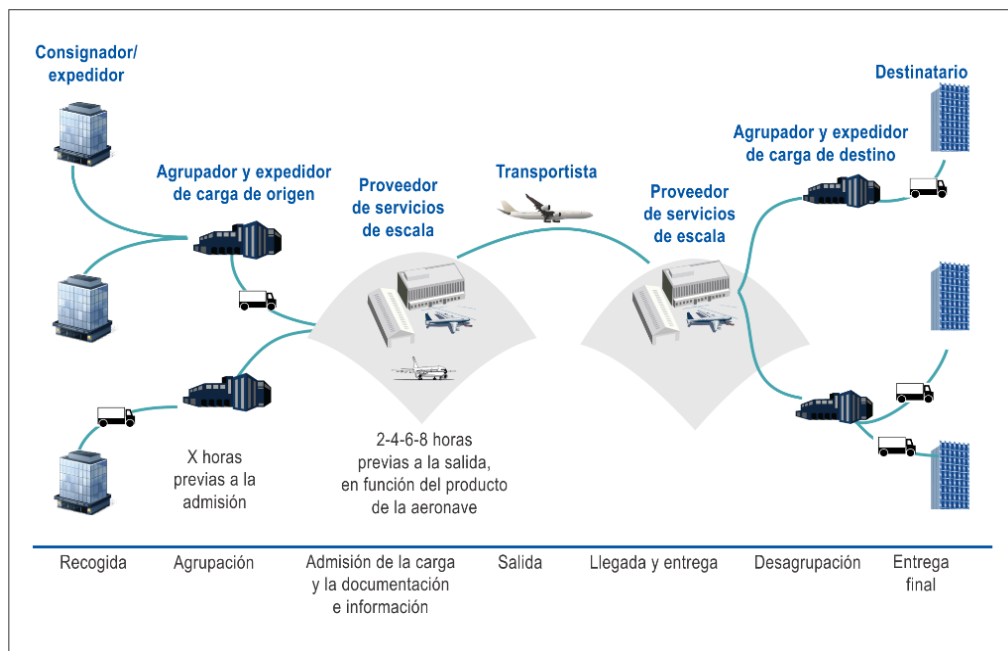 Consignador/
expedidor
Agrupador y expedidor
de carga de origen
Proveedor
de servicios
de escala
Transportista
Proveedor
de servicios
de escala
Agrupador y expedidor
de carga de destino
Destinatario
X horas
previas a la
admisión
2-4-6-8 horas
previas a la salida,
en función del producto
de la aeronave
Recogida
Agrupación
Admisión de la carga
y la documentación
e información
Salida
Llegada y entrega
Desagrupación
Entrega
final